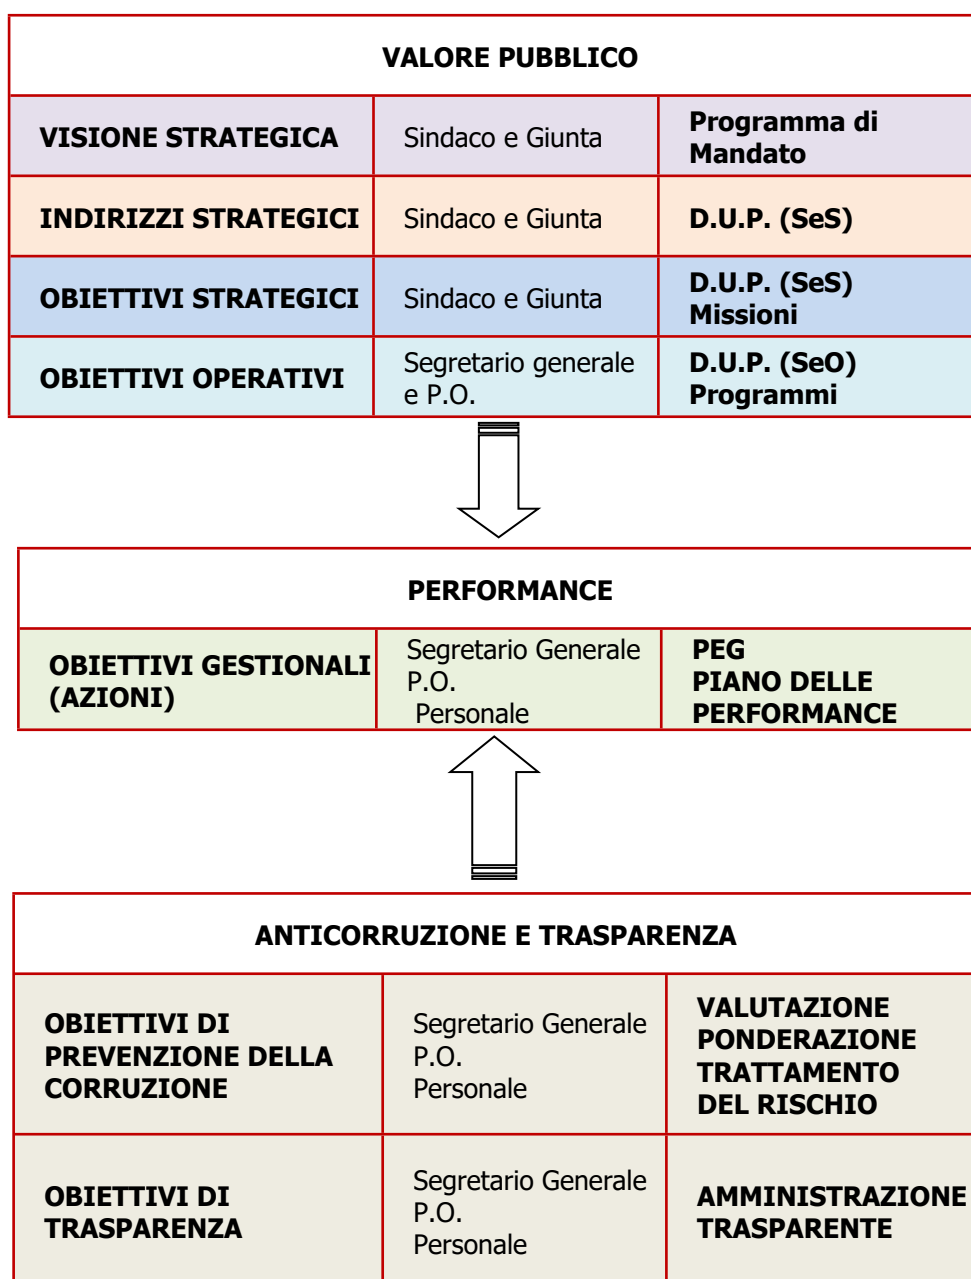 VALORE PUBBLICO
VISIONE STRATEGICA
Sindaco e Giunta
Programma di
Mandato
INDIRIZZI STRATEGICI
Sindaco e Giunta
D.U.P. (SeS)
OBIETTIVI STRATEGICI
Sindaco e Giunta
D.U.P. (SeS)
Missioni
OBIETTIVI OPERATIVI
Segretario generale
e P.O.
D.U.P. (SeO)
Programmi
PERFORMANCE
OBIETTIVI GESTIONALI
(AZIONI)
Segretario Generale
P.O.
Personale
PEG
PIANO DELLE
PERFORMANCE
ANTICORRUZIONE E TRASPARENZA
OBIETTIVI DI
PREVENZIONE DELLA
CORRUZIONE
Segretario Generale
P.O.
Personale
VALUTAZIONE
PONDERAZIONE
TRATTAMENTO
DEL RISCHIO
OBIETTIVI DI
TRASPARENZA
Segretario Generale
P.O.
Personale
AMMINISTRAZIONE
TRASPARENTE